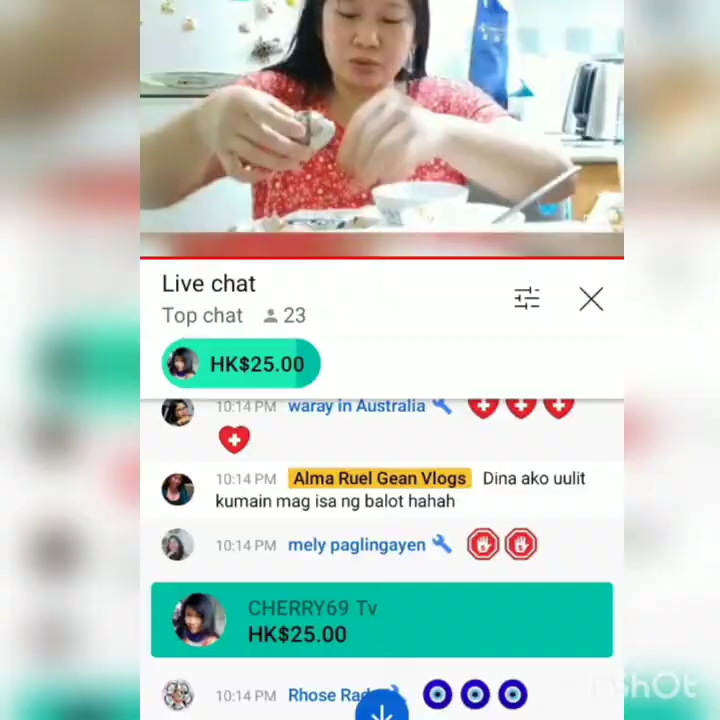 Live chat
Top chat 23
HK$25.00
10:14 PM waray in Australia
10:14 PM Alma Ruel Gean Vlogs Dina ako uulit
kumain mag isa ng balot hahah
10:14 PM mely paglingayen
CHERRY69 Tv
HK$25.00
10:14 PM Rhose